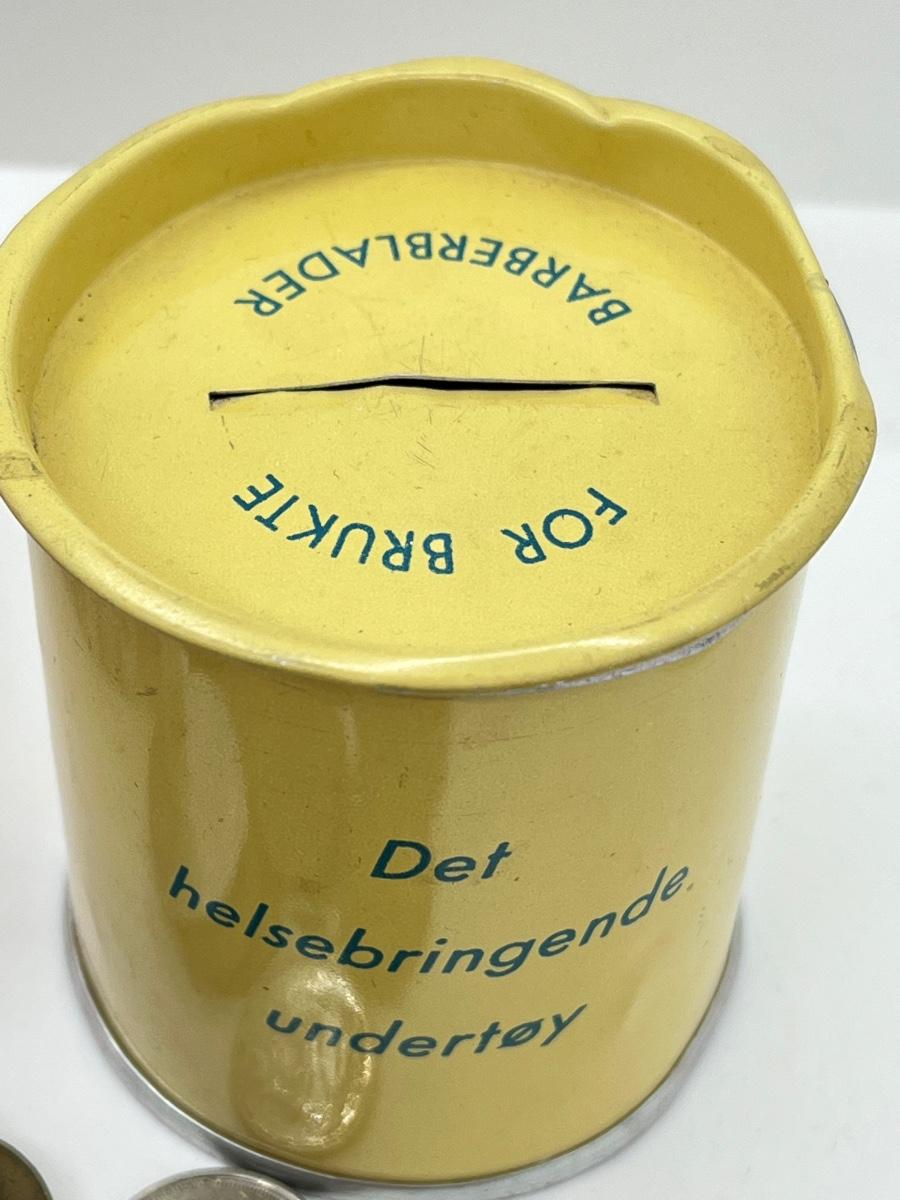 FOR BRUKTE
BARBERBLADER
Det
helsebringende
undertøy